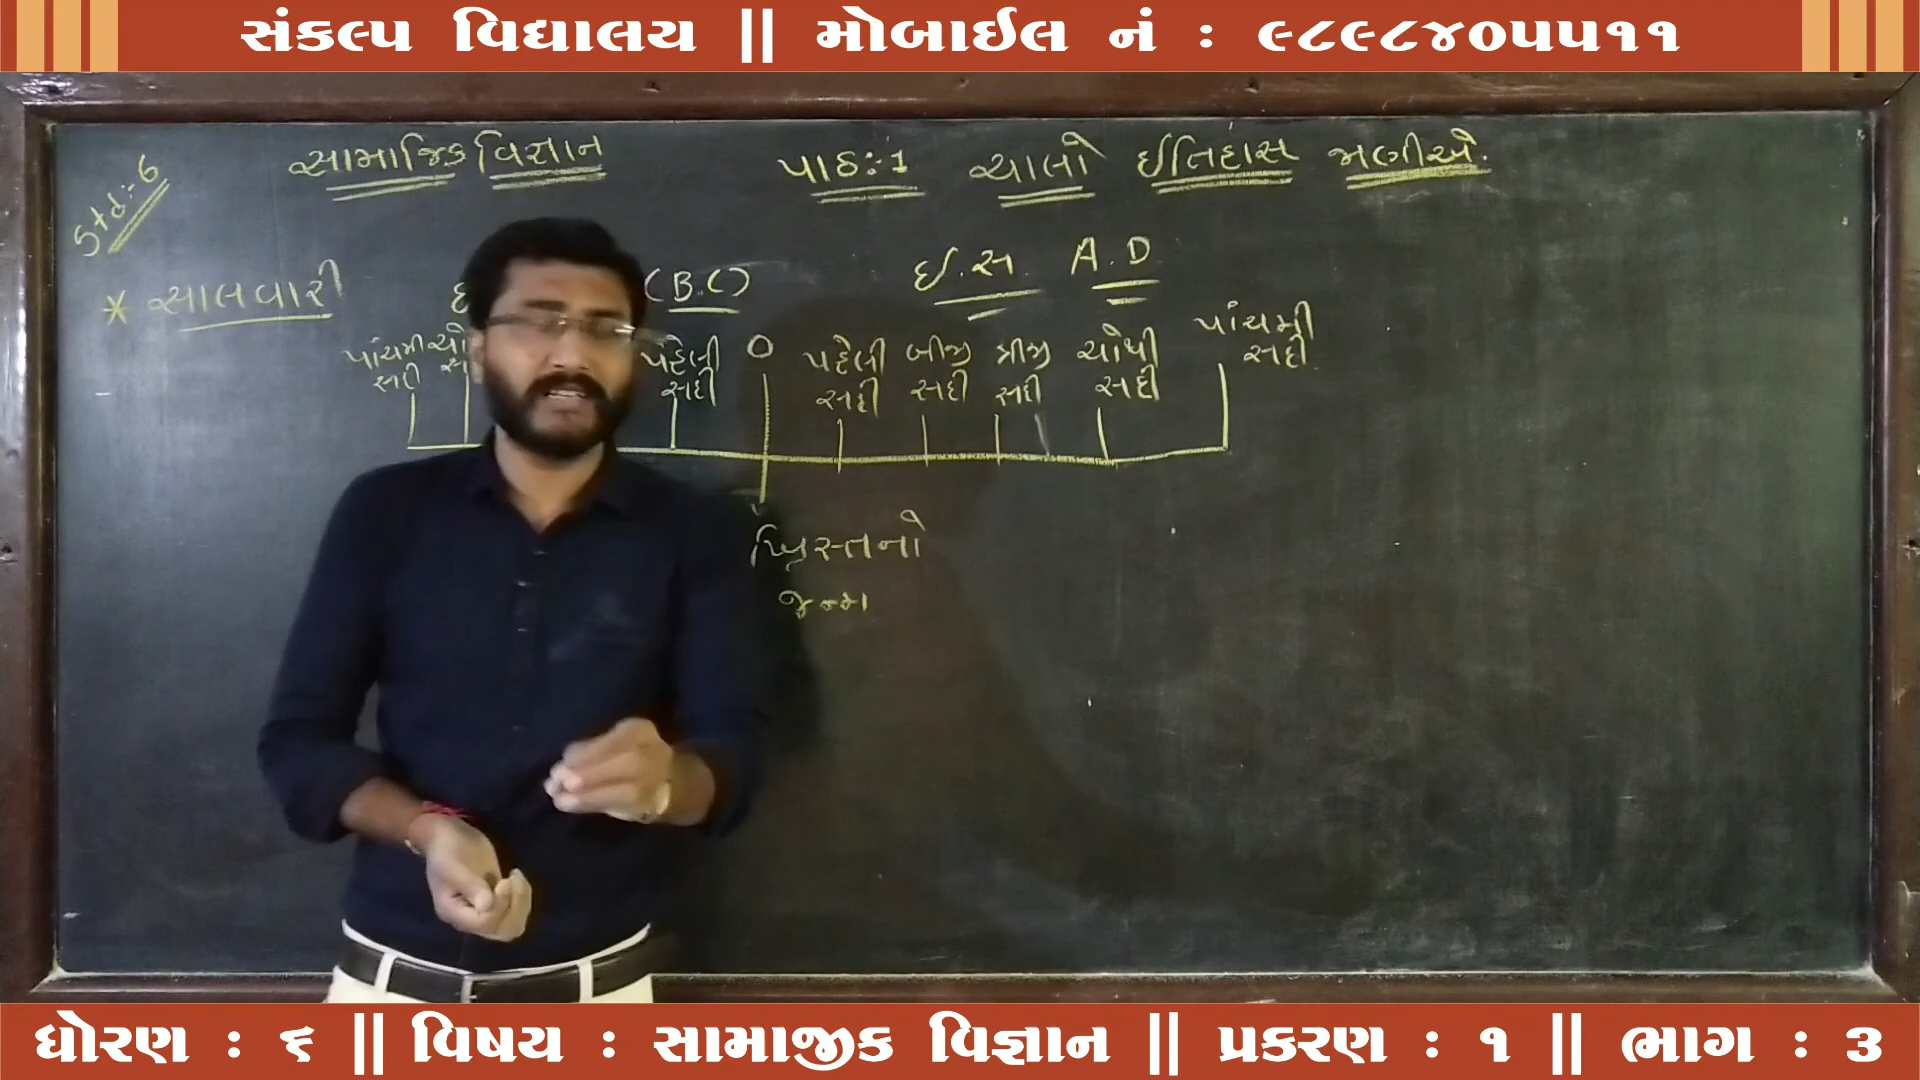 સંકલ્પ વિદ્યાલય || મોબાઈલ નં : ૯૮૯૮૪૦૫૫૧૧
Std:-6
સામાજિક વિજ્ઞાન પાઠ:-1 ચાલો ઈતિહાસ જાણીએ.
* સાલવારી (B.C) ઈ.સ. A.D
પાંચમી સદી પહેલી સદી 0 પહેલી સદી બીજી સદી ત્રીજી સદી ચોથી સદી પાંચમી સદી
ખ્રિસ્તનો
જન્મ
ધોરણ : ૬ || વિષય : સામાજીક વિજ્ઞાન || પ્રકરણ : ૧ || ભાગ : 3